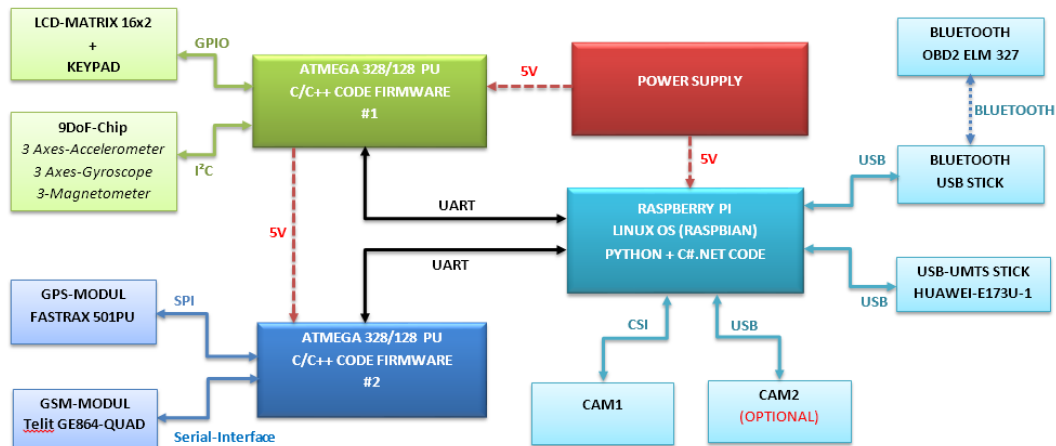 LCD-MATRIX 16x2
+
KEYPAD
GPIO
ATMEGA 328/128 PU
C/C++ CODE FIRMWARE
#1
5V
POWER SUPPLY
BLUETOOTH
OBD2 ELM 327
BLUETOOTH
9DoF-Chip
3 Axes-Accelerometer
3 Axes-Gyroscope
3-Magnetometer
I²C
5V
5V
UART
UART
RASPBERRY PI
LINUX OS (RASPBIAN)
PYTHON + C#.NET CODE
USB
BLUETOOTH
USB STICK
USB
USB-UMTS STICK
HUAWEI-E173U-1
GPS-MODUL
FASTRAX 501PU
SPI
ATMEGA 328/128 PU
C/C++ CODE FIRMWARE
#2
GSM-MODUL
Telit GE864-QUAD
Serial-Interface
CSI
USB
CAM1
CAM2
(OPTIONAL)